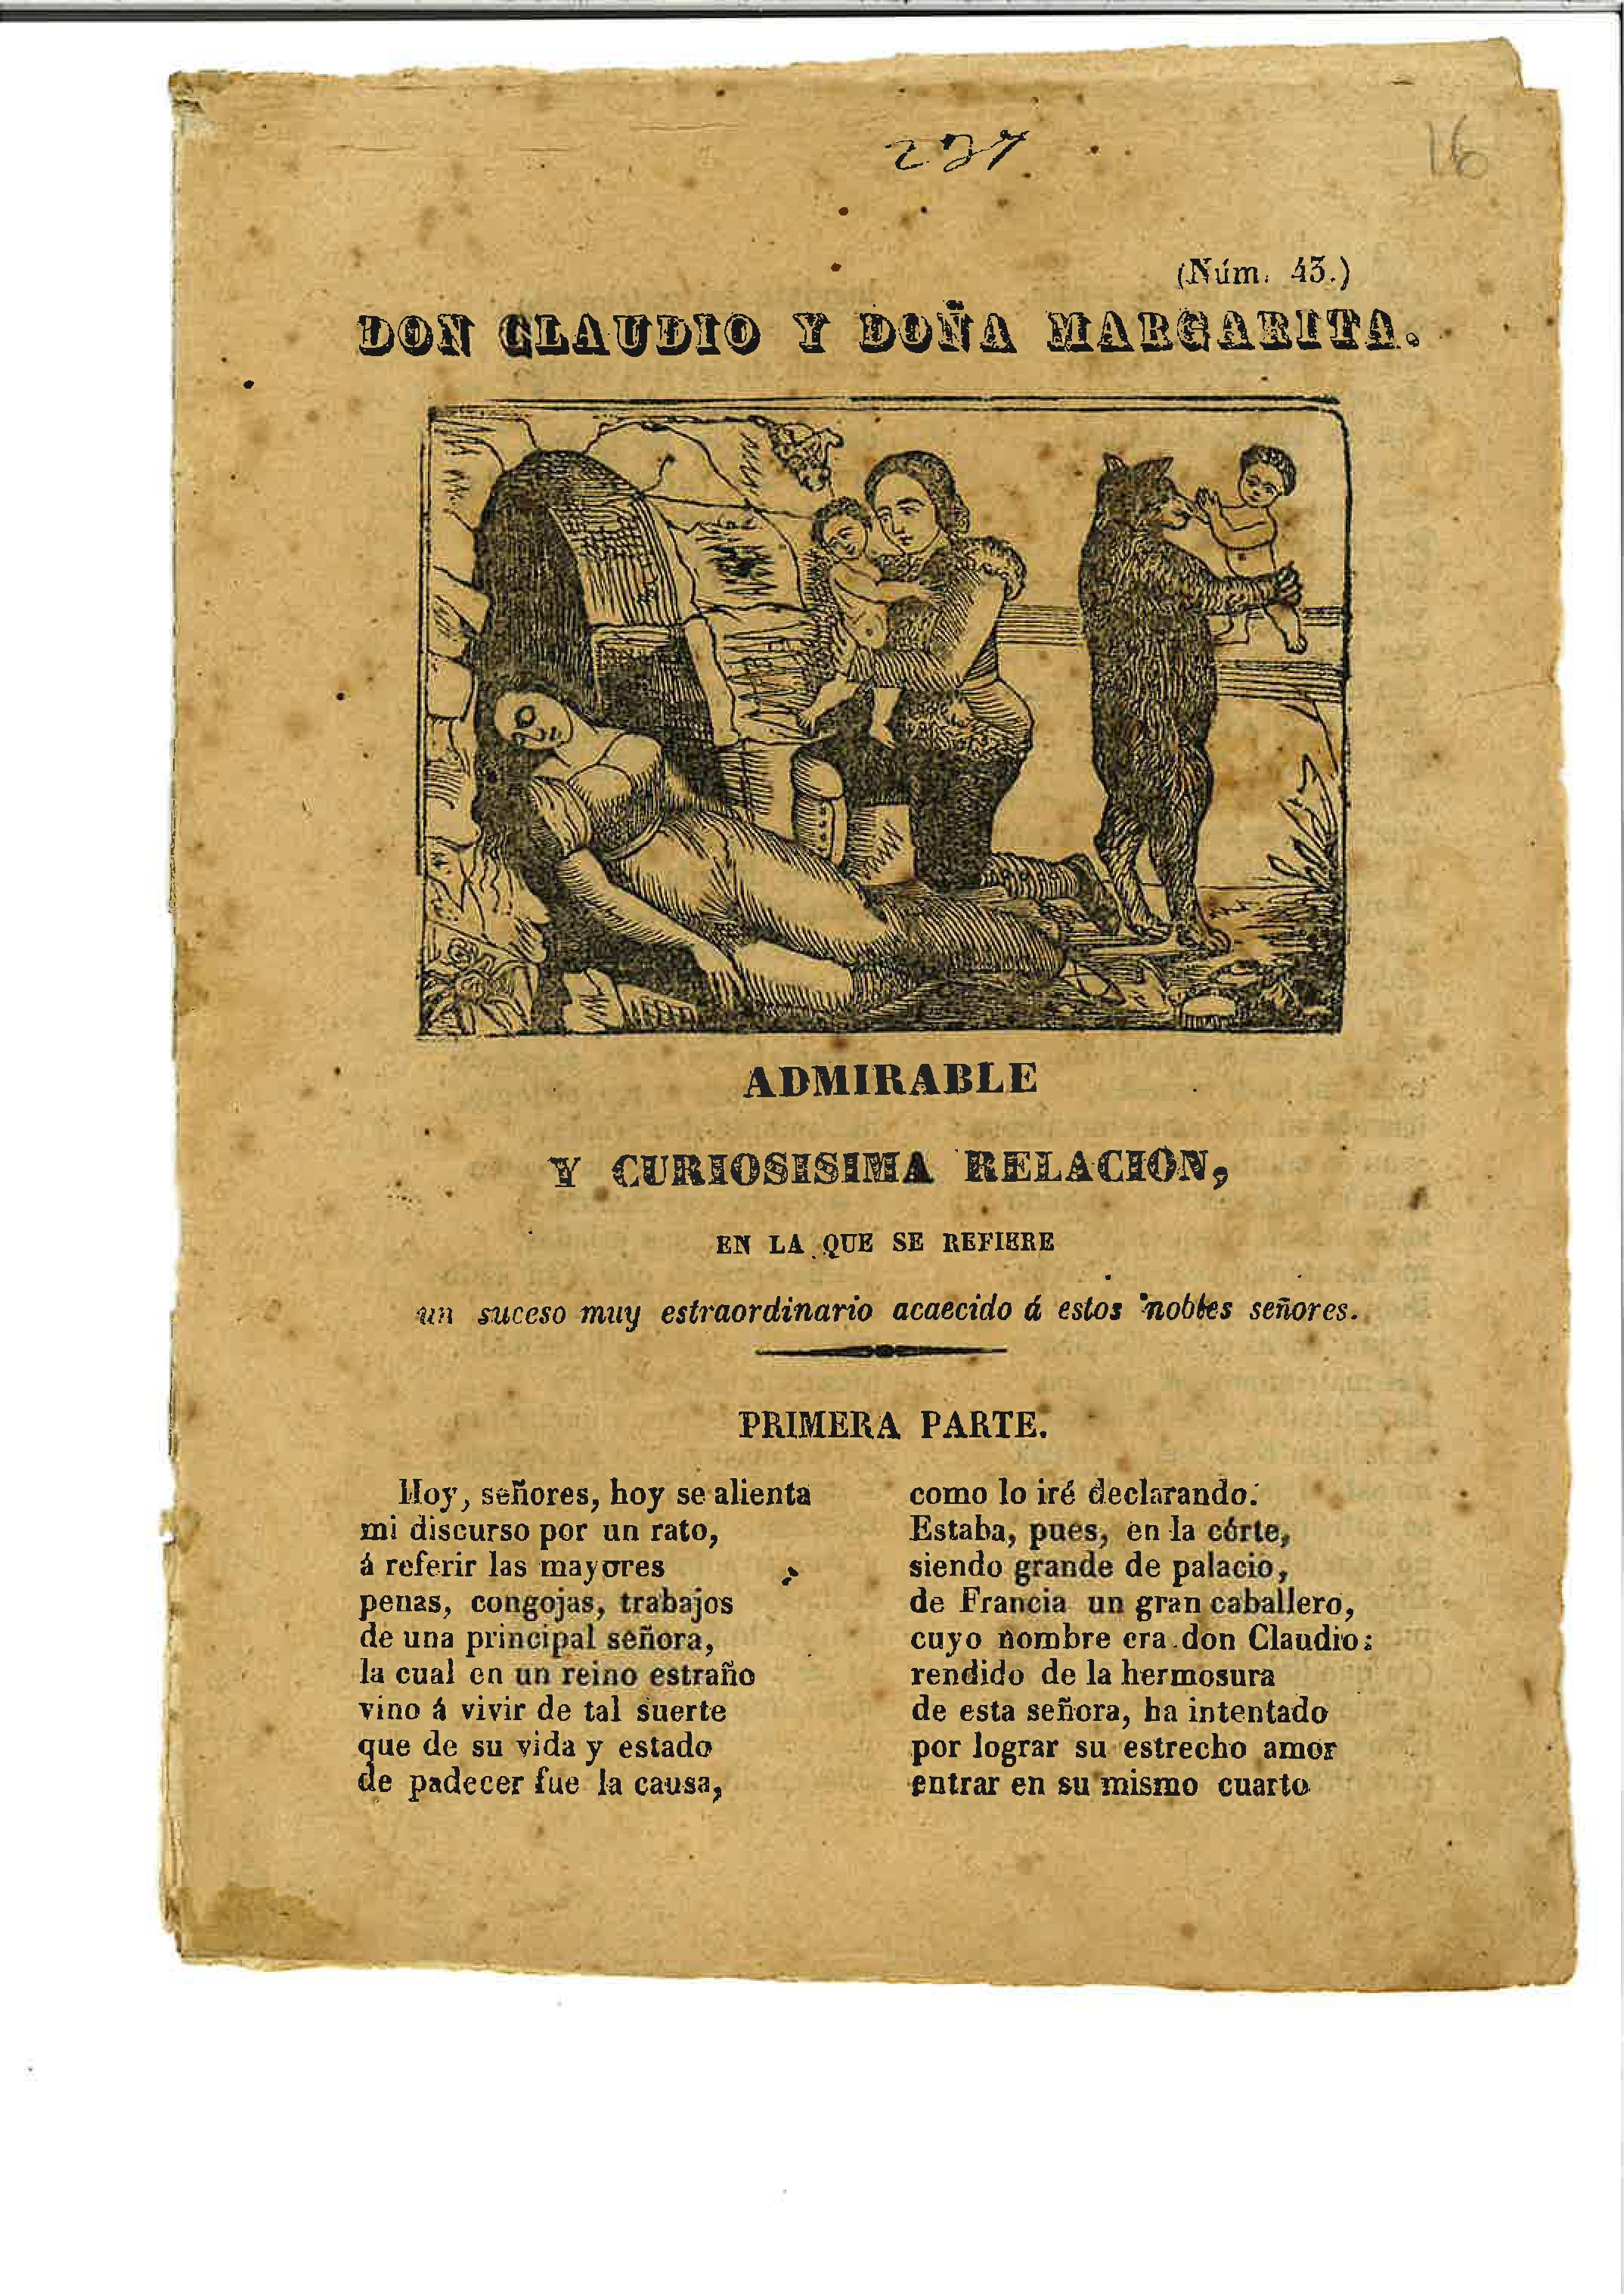 237
16
(Núm. 43.)
DON CLAUDIO Y DOÑA MARGARITA.
ADMIRABLE
Y CURIOSISIMA RELACION,
EN LA QUE SE REFIERE
un suceso muy estraordinario acaecido á estos nobles señores.
PRIMERA PARTE.
Hoy, señores, hoy se alienta
mi discurso por un rato,
á referir las mayores
penas, congojas, trabajos
de una principal señora,
la cual en un reino estraño
vino á vivir de tal suerte
que de su vida y estado
de padecer fue la causa,
como lo iré declarando.
Estaba, pues, en la córte,
siendo grande de palacio,
de Francia un gran caballero,
cuyo nombre era don Claudio:
rendido de la hermosura
de esta señora, ha intentado
por lograr su estrecho amor
entrar en su mismo cuarto